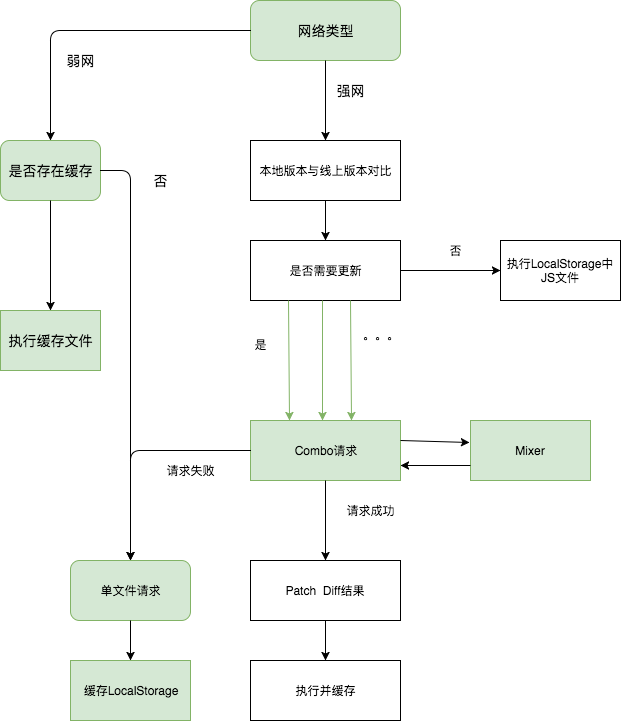 网络类型
弱网
强网
是否存在缓存
否
本地版本与线上版本对比
是否需要更新
否
执行LocalStorage中
JS文件
执行缓存文件
是
。。。
Combo请求
Mixer
请求失败
请求成功
单文件请求
Patch Diff结果
缓存LocalStorage
执行并缓存